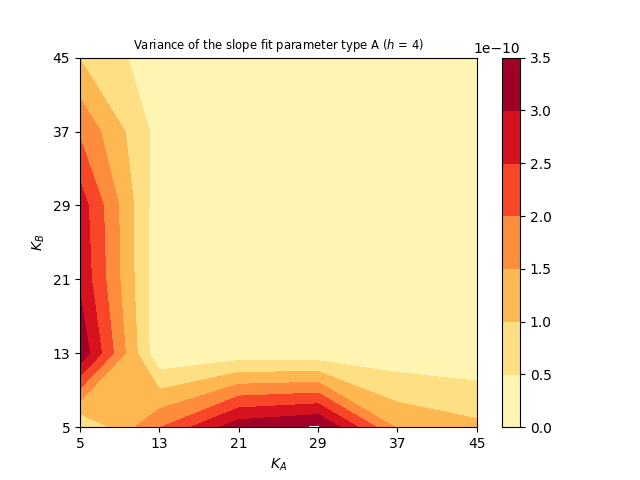 Variance of the slope fit parameter type A (h = 4)
1e−10
45
37
29
21
13
5
K_B
5 13 21 29 37 45
K_A
3.5
3.0
2.5
2.0
1.5
1.0
0.5
0.0